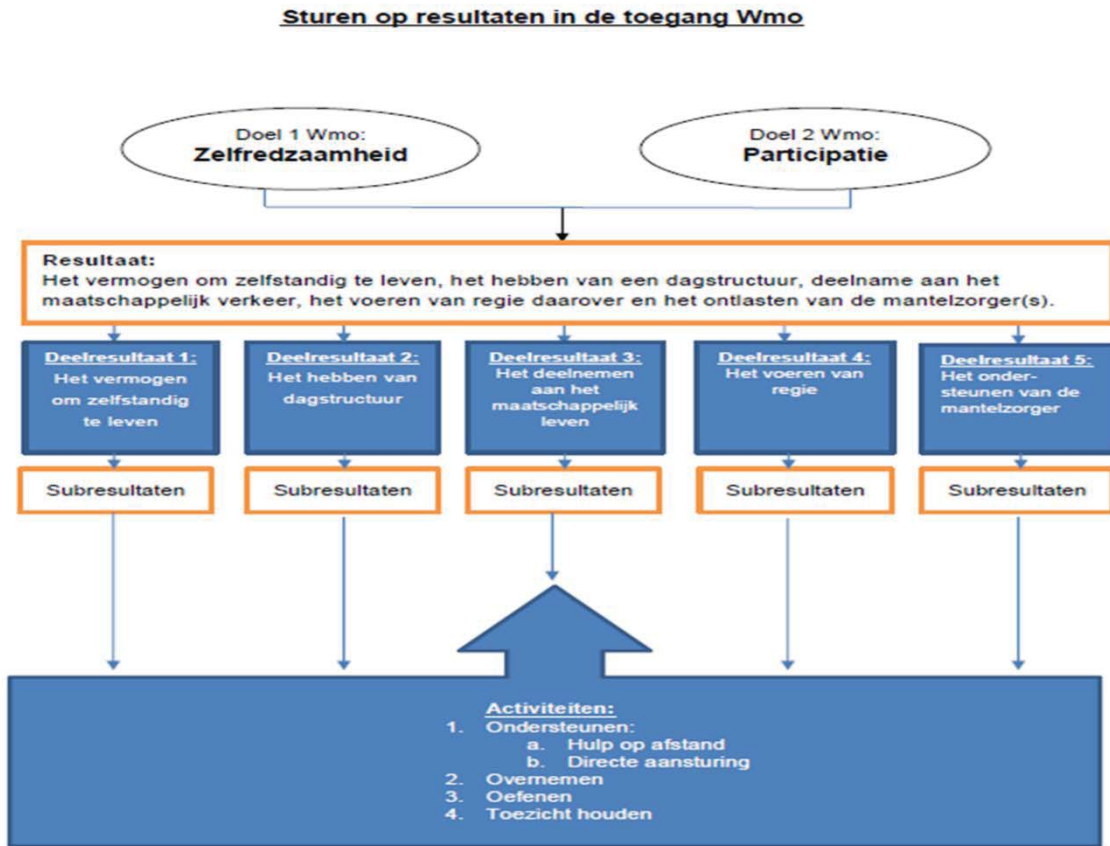 Sturen op resultaten in de toegang Wmo
Doel 1 Wmo:
Zelfredzaamheid
Doel 2 Wmo:
Participatie
Resultaat:
Het vermogen om zelfstandig te leven, het hebben van een dagstructuur, deelname aan het
maatschappelijk verkeer, het voeren van regie daarover en het ontlasten van de mantelzorger(s).
Deelresultaat 1:
Het vermogen
om zelfstandig
te leven
Deelresultaat 2:
Het hebben van
dagstructuur
Deelresultaat 3:
Het deelnemen
aan het
maatschappelijk
leven
Deelresultaat 4:
Het voeren van
regie
Deelresultaat 5:
Het onder-
steunen van de
mantelzorger
Subresultaten
Subresultaten
Subresultaten
Subresultaten
Subresultaten
Activiteiten:
1. Ondersteunen:
a. Hulp op afstand
b. Directe aansturing
2. Overnemen
3. Oefenen
4. Toezicht houden